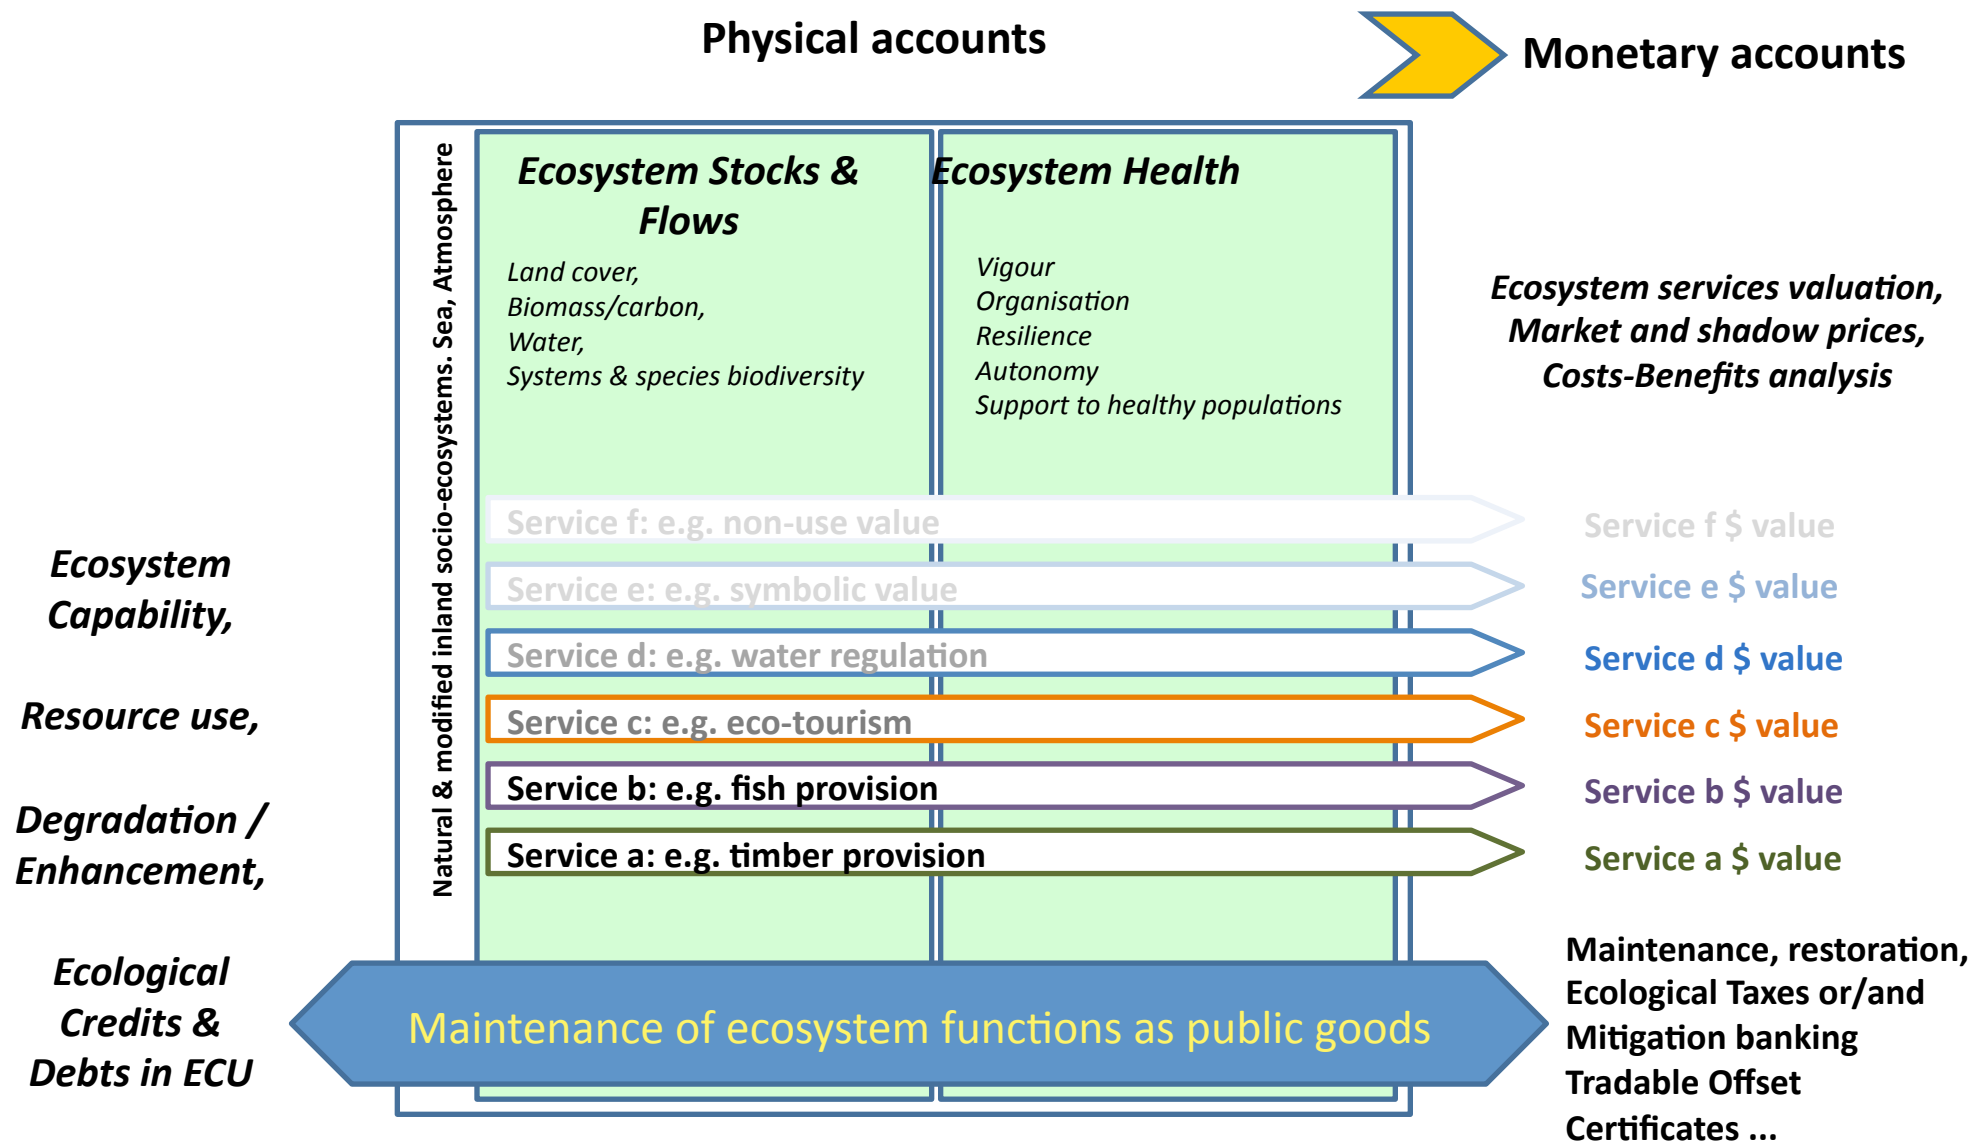 Physical accounts
Monetary accounts
Natural & modified inland socio-ecosystems. Sea, Atmosphere
Ecosystem Stocks &
Flows
Land cover,
Biomass/carbon,
Water,
Systems & species biodiversity
Ecosystem Health
Vigour
Organisation
Resilience
Autonomy
Support to healthy populations
Ecosystem services valuation,
Market and shadow prices,
Costs-Benefits analysis
Ecosystem
Capability,
Resource use,
Degradation /
Enhancement,
Ecological
Credits &
Debts in ECU
Service f: e.g. non-use value
Service f $ value
Service e: e.g. symbolic value
Service e $ value
Service d: e.g. water regulation
Service d $ value
Service c: e.g. eco-tourism
Service c $ value
Service b: e.g. fish provision
Service b $ value
Service a: e.g. timber provision
Service a $ value
Maintenance of ecosystem functions as public goods
Maintenance, restoration,
Ecological Taxes or/and
Mitigation banking
Tradable Offset
Certificates ...